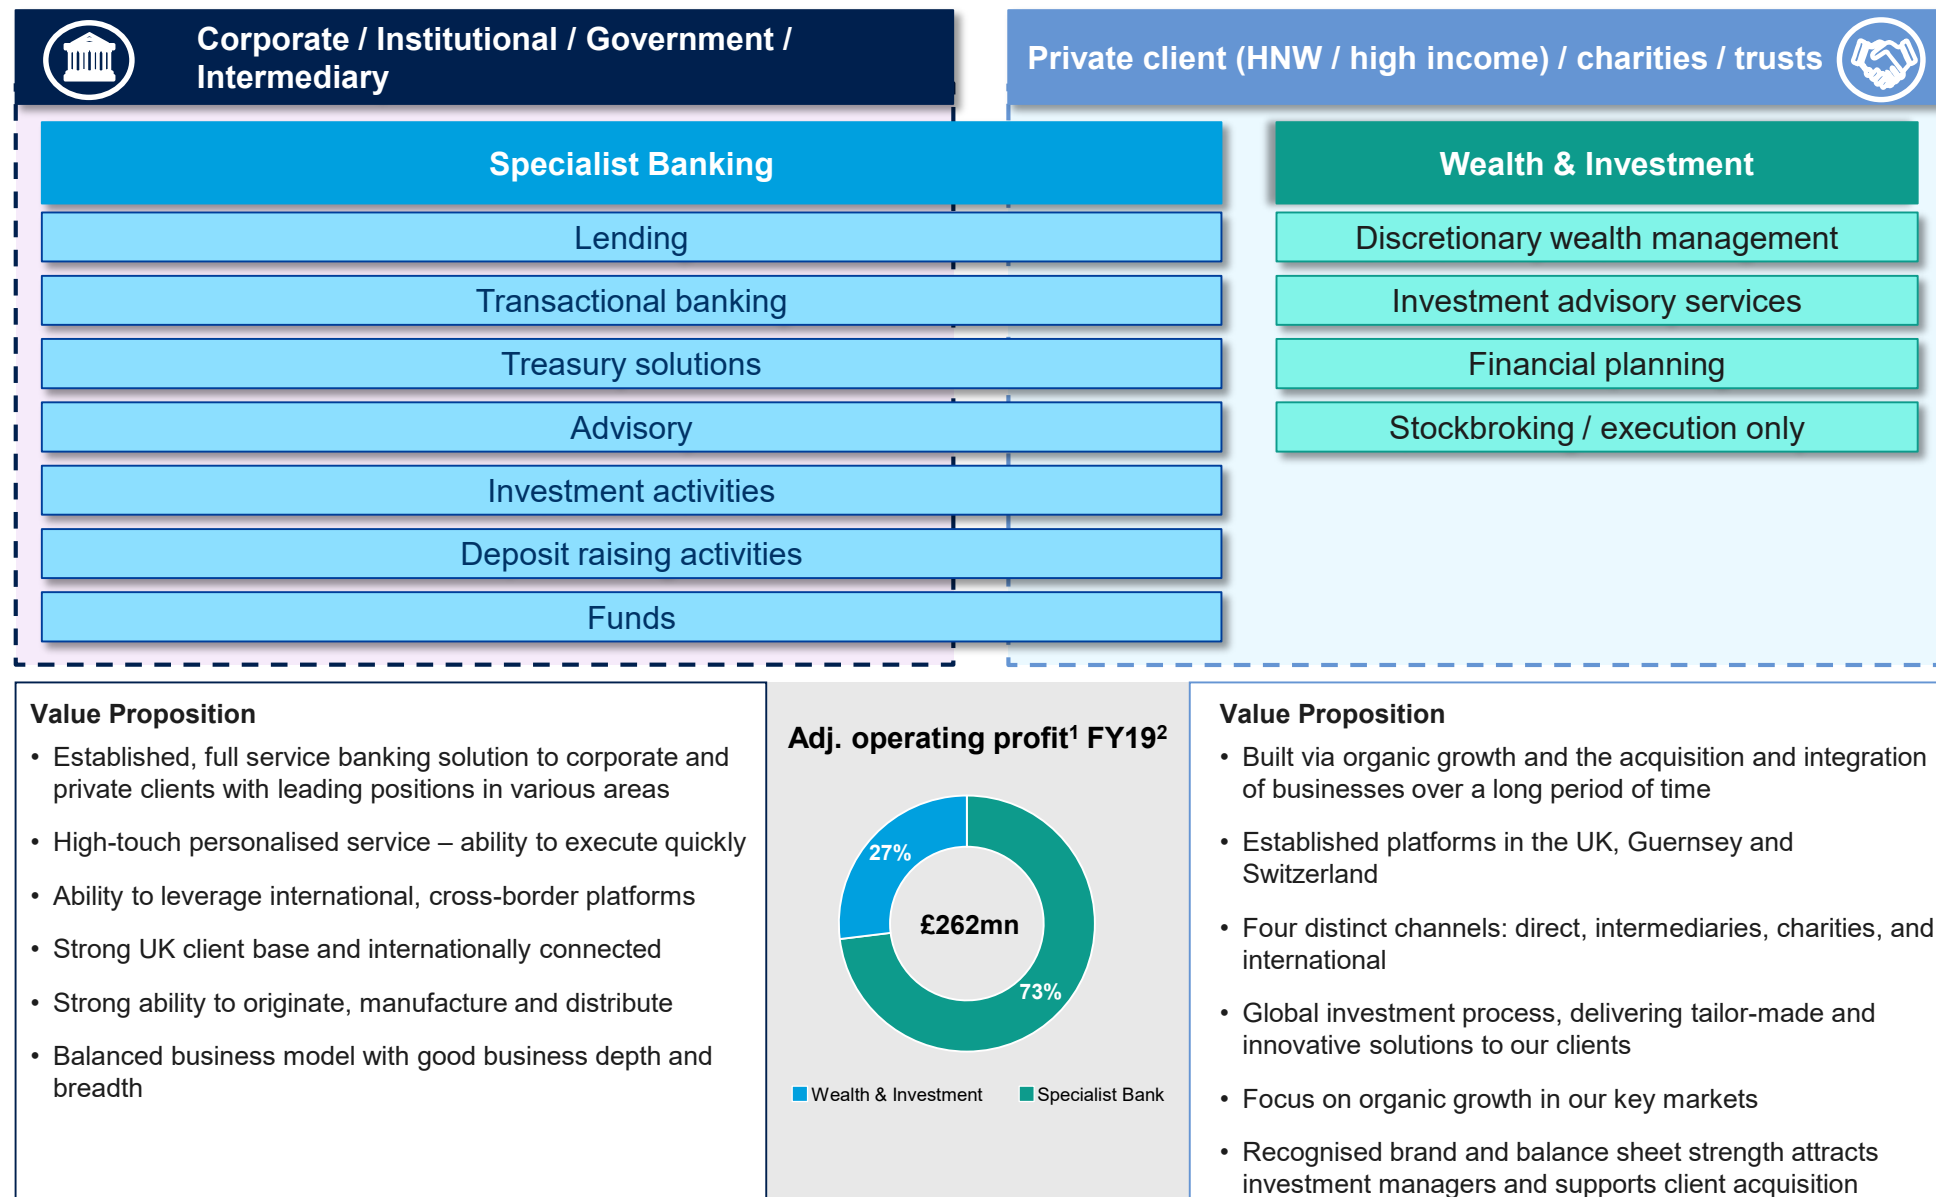 Corporate / Institutional / Government /
Intermediary
Private client (HNW / high income) / charities / trusts
Specialist Banking
Lending
Transactional banking
Treasury solutions
Advisory
Investment activities
Deposit raising activities
Funds
Wealth & Investment
Discretionary wealth management
Investment advisory services
Financial planning
Stockbroking / execution only
Value Proposition
• Established, full service banking solution to corporate and
private clients with leading positions in various areas
• High-touch personalised service – ability to execute quickly
• Ability to leverage international, cross-border platforms
• Strong UK client base and internationally connected
• Strong ability to originate, manufacture and distribute
• Balanced business model with good business depth and
breadth
Adj. operating profit¹ FY19²
27%
£262mn
73%
Wealth & Investment
Specialist Bank
Value Proposition
• Built via organic growth and the acquisition and integration
of businesses over a long period of time
• Established platforms in the UK, Guernsey and
Switzerland
• Four distinct channels: direct, intermediaries, charities, and
international
• Global investment process, delivering tailor-made and
innovative solutions to our clients
• Focus on organic growth in our key markets
• Recognised brand and balance sheet strength attracts
investment managers and supports client acquisition